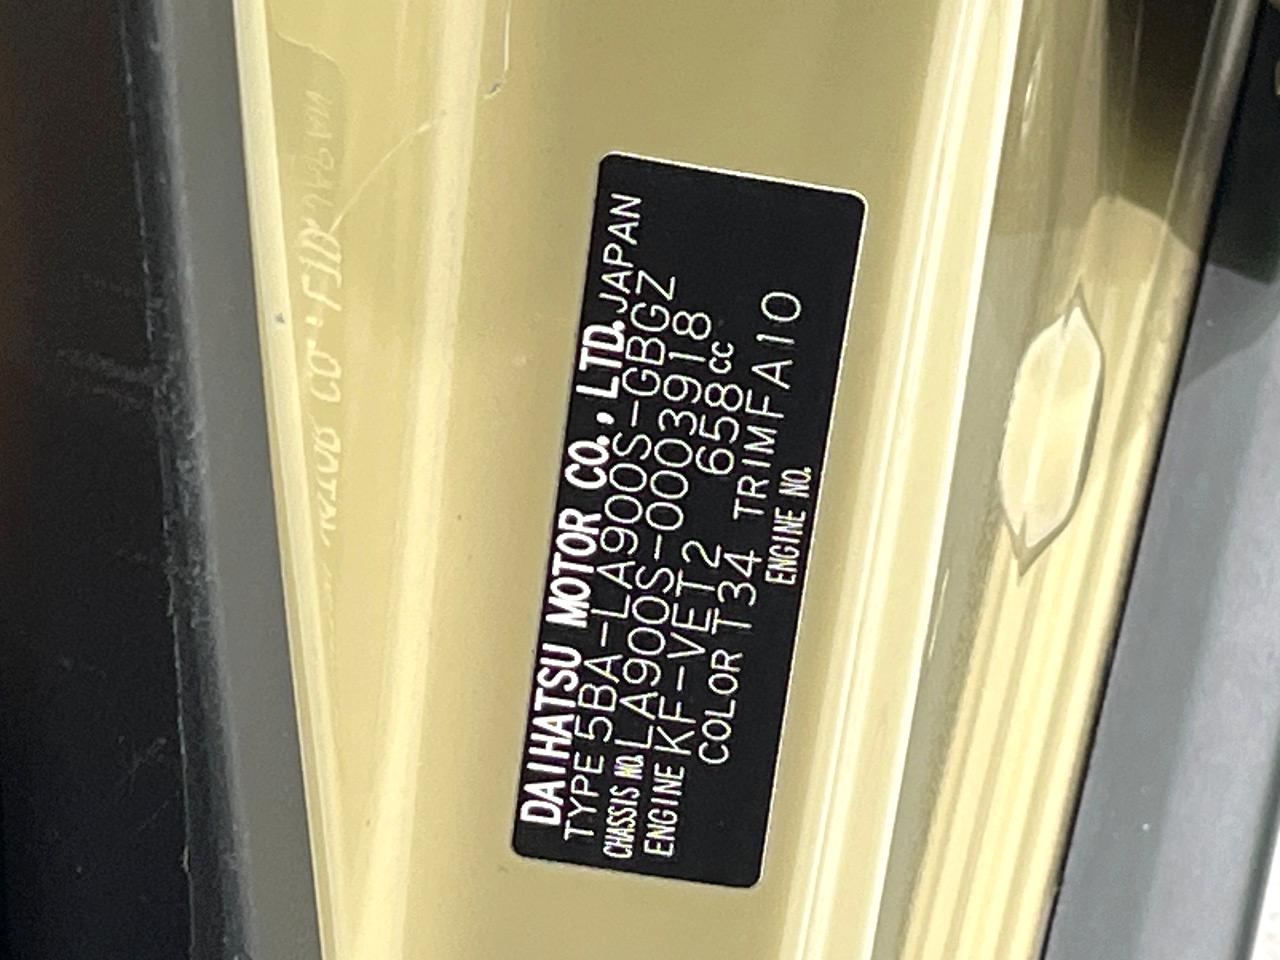 DAIHATSU MOTOR CO., LTD. JAPAN
TYPE 5BA-LA900S-GBGZ
CHASSIS NO. LA900S-0003918
ENGINE KF-VET2 658cc
COLOR T34 TRIM FA10
ENGINE NO.